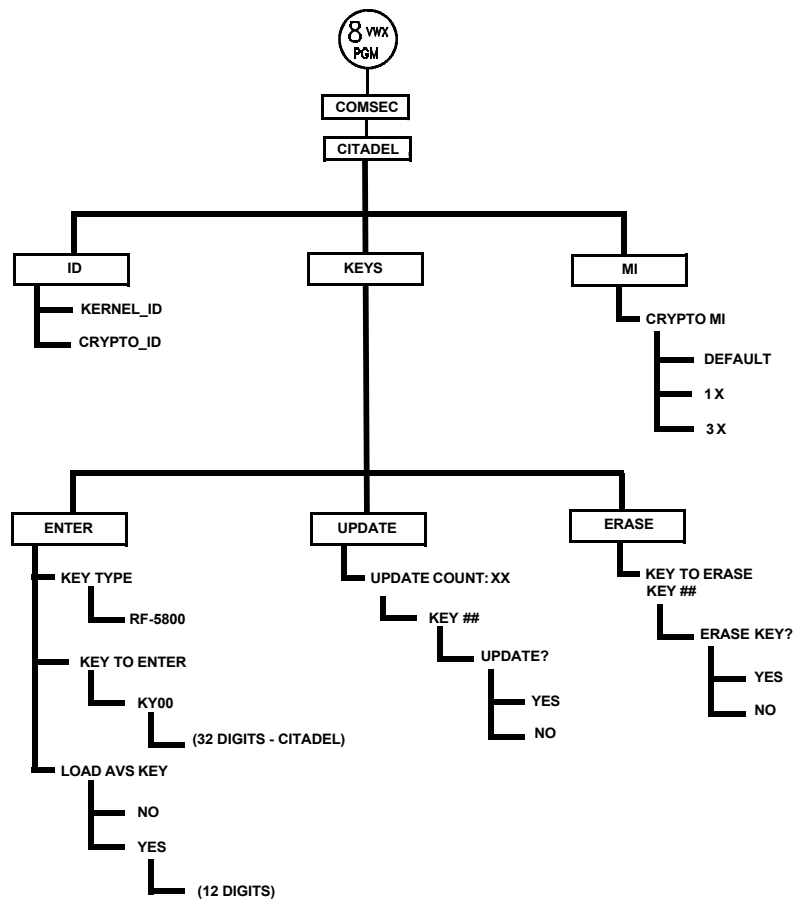 8 VWX
PGM
COMSEC
CITADEL
ID
KEYS
MI
KERNEL_ID
CRYPTO_ID
CRYPTO MI
DEFAULT
1 X
3 X
ENTER
UPDATE
ERASE
KEY TYPE
RF-5800
KEY TO ENTER
KY00
(32 DIGITS - CITADEL)
LOAD AVS KEY
NO
YES
(12 DIGITS)
UPDATE COUNT: XX
KEY ##
UPDATE?
YES
NO
KEY TO ERASE
KEY ##
ERASE KEY?
YES
NO